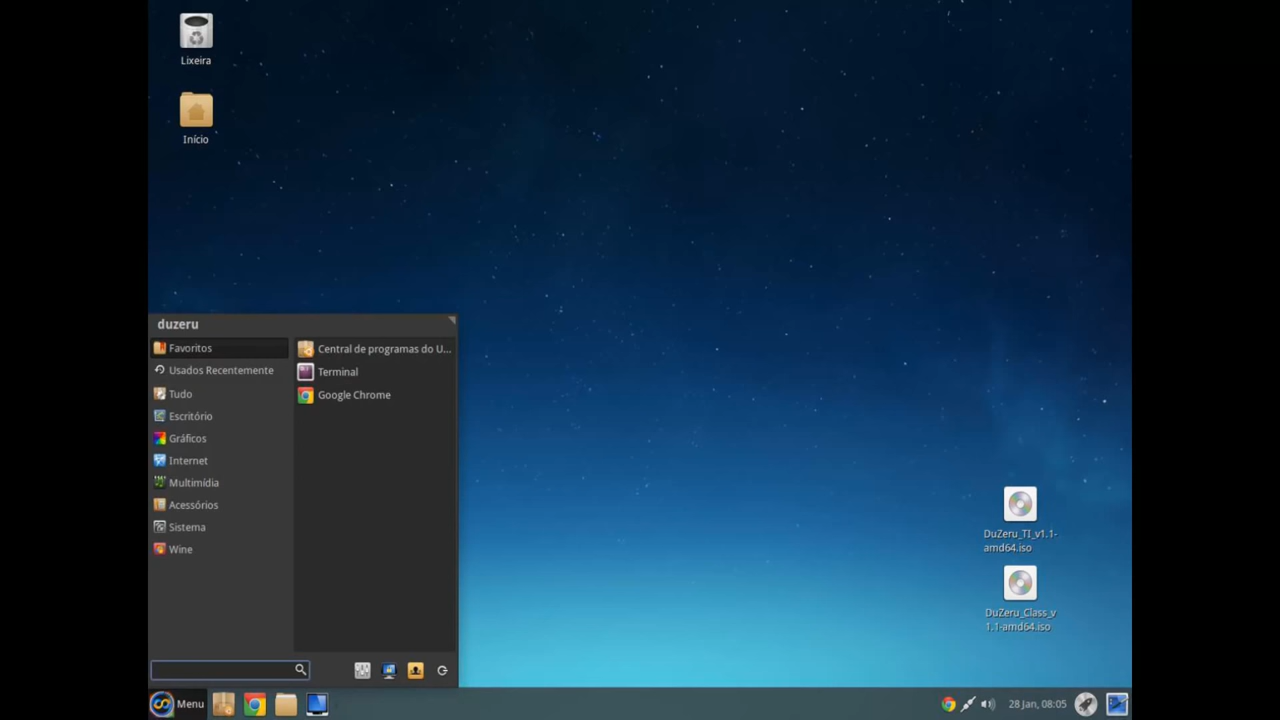 Lixeira
Início
duzeru
Favoritos
Usados Recentemente
Tudo
Escritório
Gráficos
Internet
Multimídia
Acessórios
Sistema
Wine
Central de programas do U...
Terminal
Google Chrome
DuZeru_TI_v1.1-
amd64.iso
DuZeru_Class_v
1.1-amd64.iso
Menu
28 Jan, 08:05